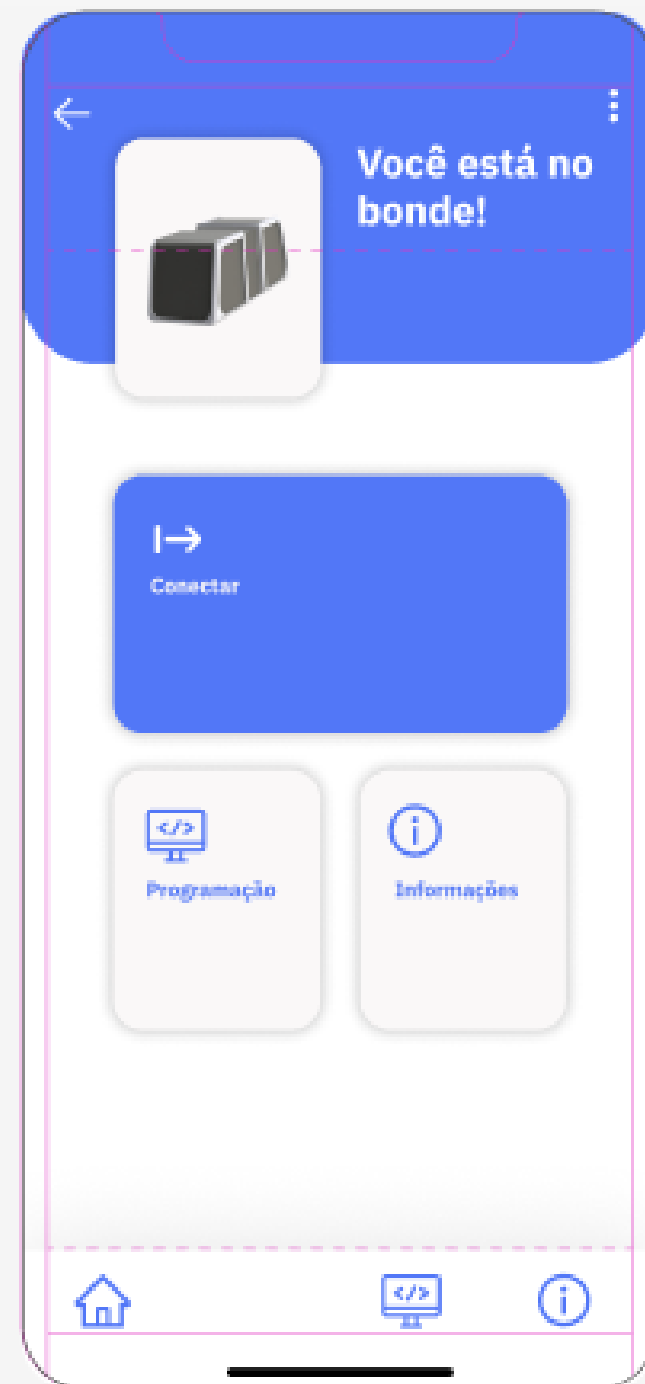 Você está no
bonde!
Conectar
</>
Programação
Informações
</>